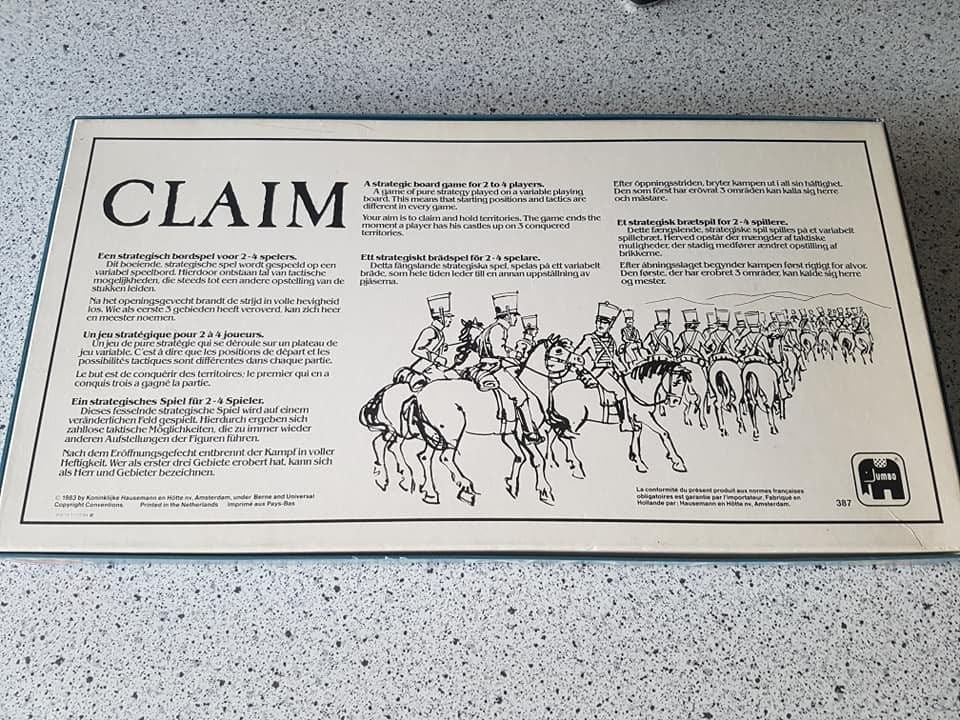 CLAIM
Een strategisch bordspel voor 2-4 spelers.
Dit boeiende, strategische spel wordt gespeeld op een
variabel speelbord. Hierdoor ontstaan tal van tactische
mogelijkheden, die steeds tot een andere opstelling van de
stukken leiden.
Na het openingsgevecht brandt de strijd in volle hevigheid
los. Wie als eerste 3 gebieden heeft veroverd, kan zich heer
en meester noemen.
Un jeu stratégique pour 2 à 4 joueurs.
Un jeu de pure stratégie qui se déroule sur un plateau de
jeu variable. C'est à dire que les positions de départ et les
possibilités tactiques sont différentes dans chaque partie.
Le but est de conquérir des territoires; le premier qui en a
conquis trois a gagné la partie.
Ein strategisches Spiel für 2-4 Spieler.
Dieses fesselnde strategische Spiel wird auf einem
veränderlichen Feld gespielt. Hierdurch ergeben sich
zahllose taktische Möglichkeiten, die zu immer wieder
anderen Aufstellungen der Figuren führen.
Nach dem Eröffnungsgefecht entbrennt der Kampf in voller
Heftigkeit. Wer als erster drei Gebiete erobert hat, kann sich
als Herr und Gebieter bezeichnen.
© 1983 by Koninklijke Hausemann en Hötte nv, Amsterdam, under Berne and Universal
Copyright Conventions. Printed in the Netherlands Imprimé aux Pays-Bas
A strategic board game for 2 to 4 players.
A game of pure strategy played on a variable playing
board. This means that starting positions and tactics are
different in every game.
Your aim is to claim and hold territories. The game ends the
moment a player has his castles up on 3 conquered
territories.
Ett strategiskt brädspel för 2-4 spelare.
Detta fängslande strategiska spel, spelas på ett variabelt
bräde, som hele tiden leder till en annan uppställning av
pjäserna.
Efter öppningsstriden, bryter kampen ut i all sin häftighet.
Den som först har erövrat 3 områden kan kalla sig herre
och mästare.
Et strategisk brætspil for 2-4 spillere.
Dette fængslende, strategiske spil spilles på et variabelt
spillebræt. Herved opstår der mængder af taktiske
muligheder, der stadig medfører ændret opstilling af
brikkerne.
Efter åbningsslaget begynder kampen først rigtigt for alvor.
Den første, der har erobret 3 områder, kan kalde sig herre
og mester.
La conformité du présent produit aux normes françaises
obligatoires est garantie par l'importateur, Fabriqué en
Hollande par: Hausemann en Hötte nv, Amsterdam.
387
Jumbo